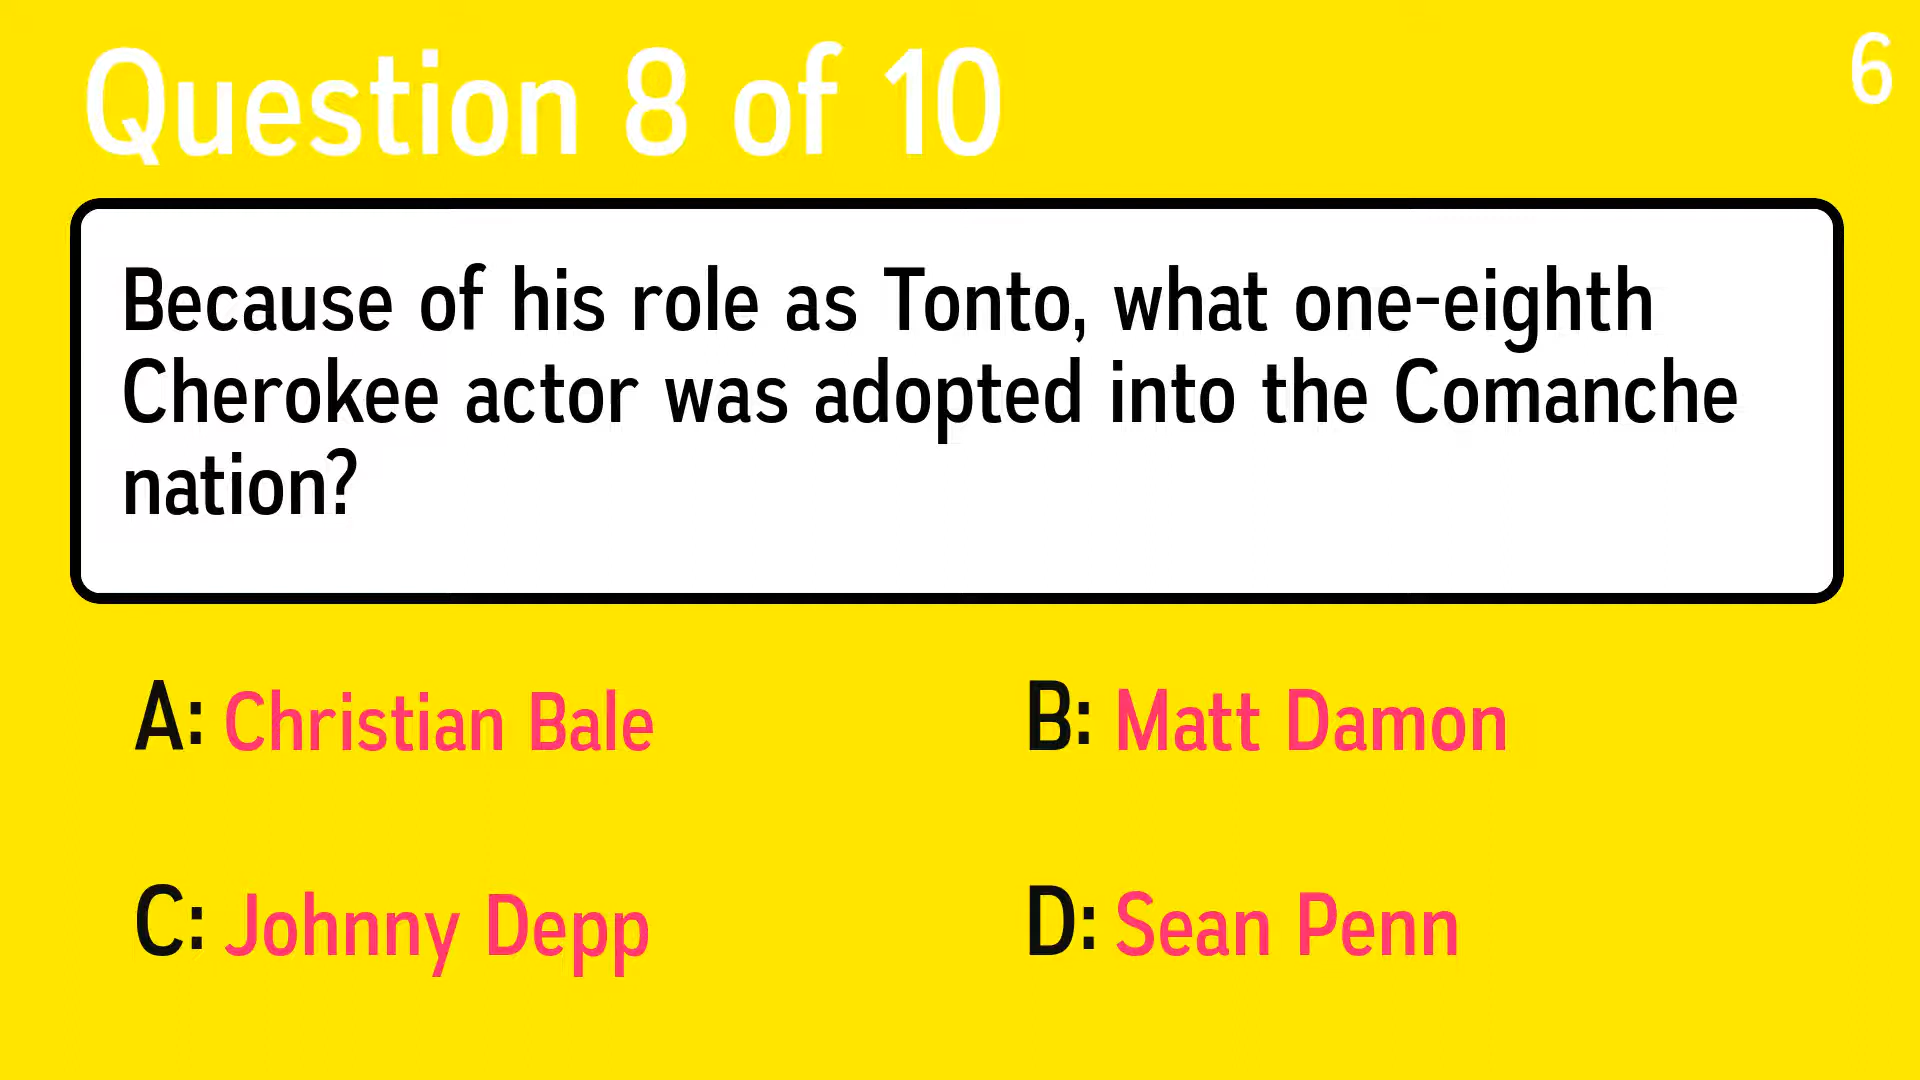 Question 8 of 10
6
Because of his role as Tonto, what one-eighth
Cherokee actor was adopted into the Comanche
nation?
A: Christian Bale
B: Matt Damon
C: Johnny Depp
D: Sean Penn